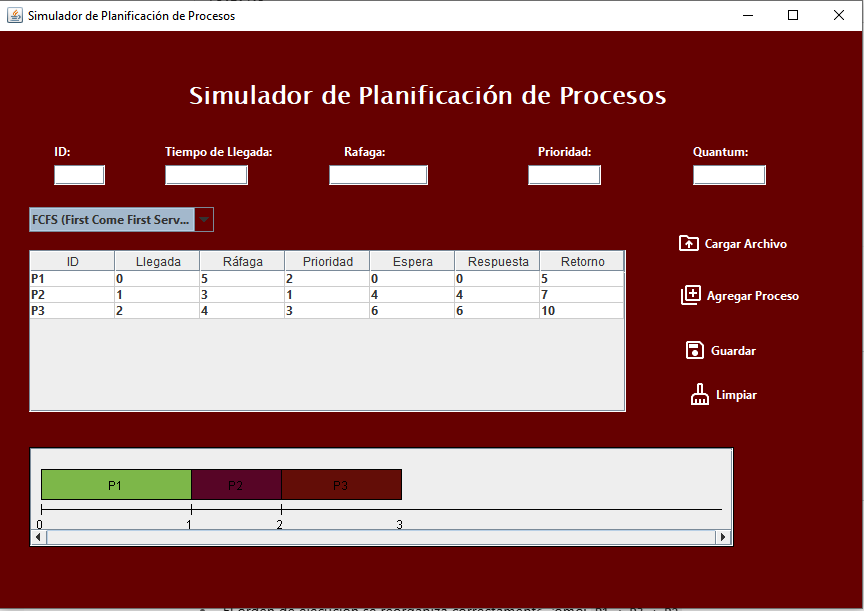 Simulador de Planificación de Procesos
Simulador de Planificación de Procesos
ID: Tiempo de Llegada: Rafaga: Prioridad: Quantum:
FCFS (First Come First Serv...
ID Llegada Ráfaga Prioridad Espera Respuesta Retorno
P1 0 5 2 0 0 5
P2 1 3 1 4 4 7
P3 2 4 3 6 6 10
Cargar Archivo
Agregar Proceso
Guardar
Limpiar
P1 P2 P3
0 1 2 3